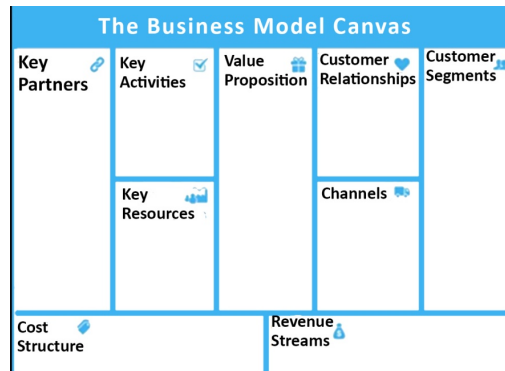 The Business Model Canvas
Key
Partners
Key
Activities
Key
Resources
Value
Proposition
Customer
Relationships
Channels
Customer
Segments
Cost
Structure
Revenue
Streams